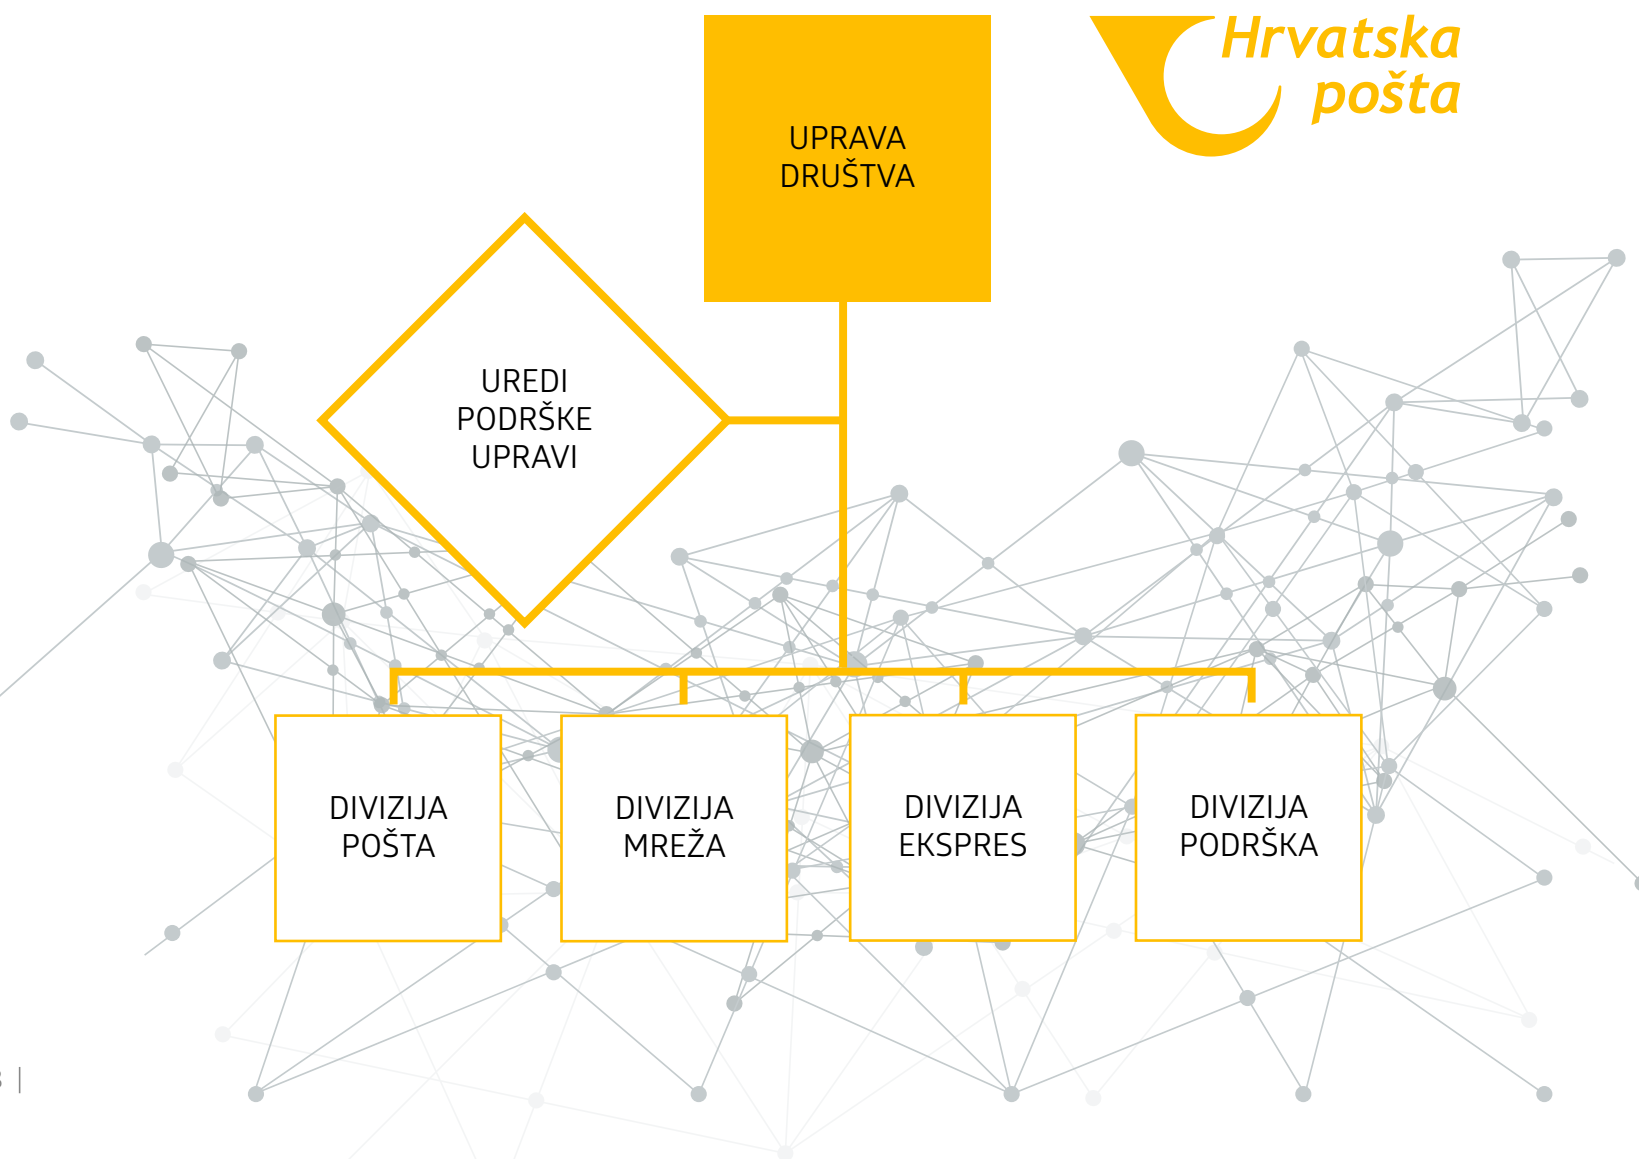 Hrvatska
pošta
UPRAVA
DRUŠTVA
UREDI
PODRŠKE
UPRAVI
DIVIZIJA
POŠTA
DIVIZIJA
MREŽA
DIVIZIJA
EKSPRES
DIVIZIJA
PODRŠKA
|